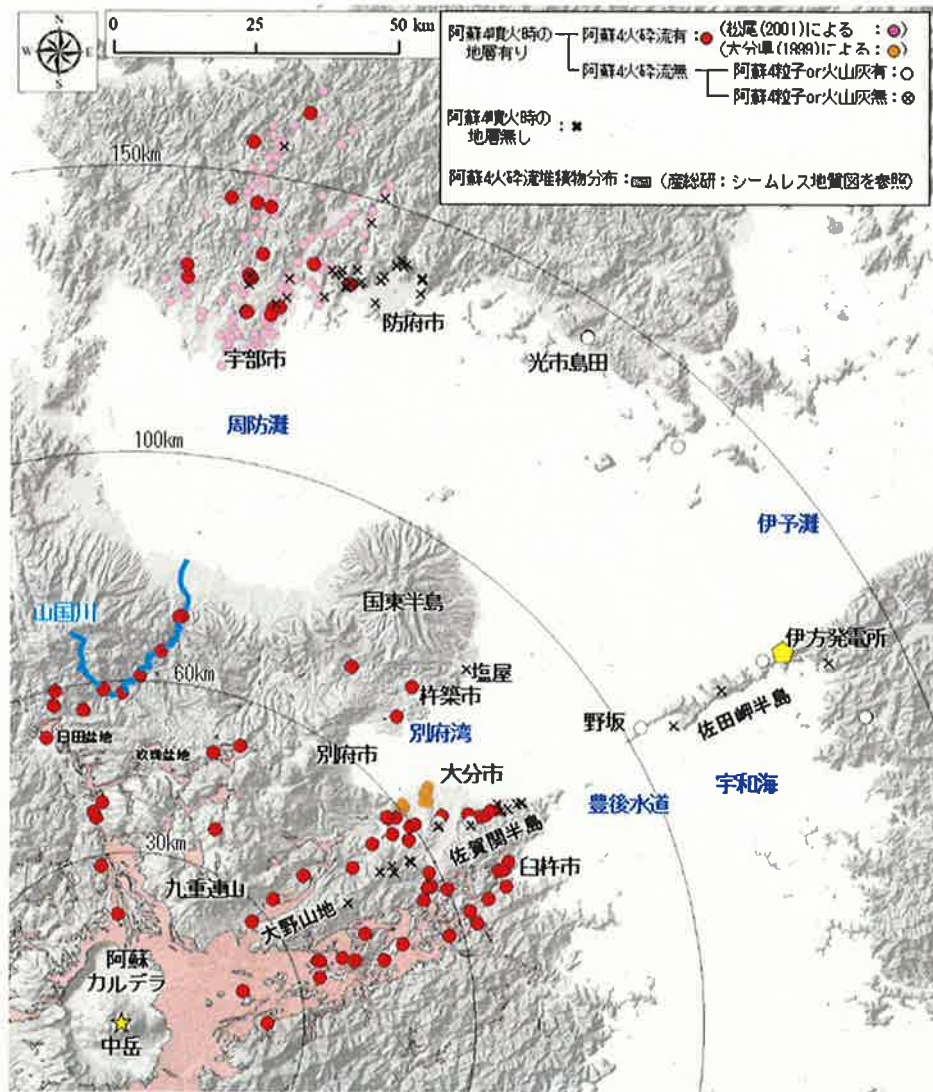 N
W E
S
0 25 50 km
阿蘇4噴火時の
地層有り
阿蘇4火砕流有:
(松尾(2001)による :)
(大分県(1999)による:)
阿蘇4火砕流無
阿蘇4粒子or火山灰有:
阿蘇4粒子or火山灰無:
阿蘇4噴火時の
地層無し :
阿蘇4火砕流堆積物分布: (産総研:シームレス地質図を参照)
150km
防府市
宇部市
光市島田
周防灘
100km
伊予灘
国東半島
山国川
伊方発電所
60km
塩屋
杵築市
佐田岬半島
野坂
日田盆地
玖珠盆地
別府市
別府湾
大分市
宇和海
豊後水道
佐賀関半島
30km
臼杵市
九重連山
大野山地
阿蘇
カルデラ
中岳